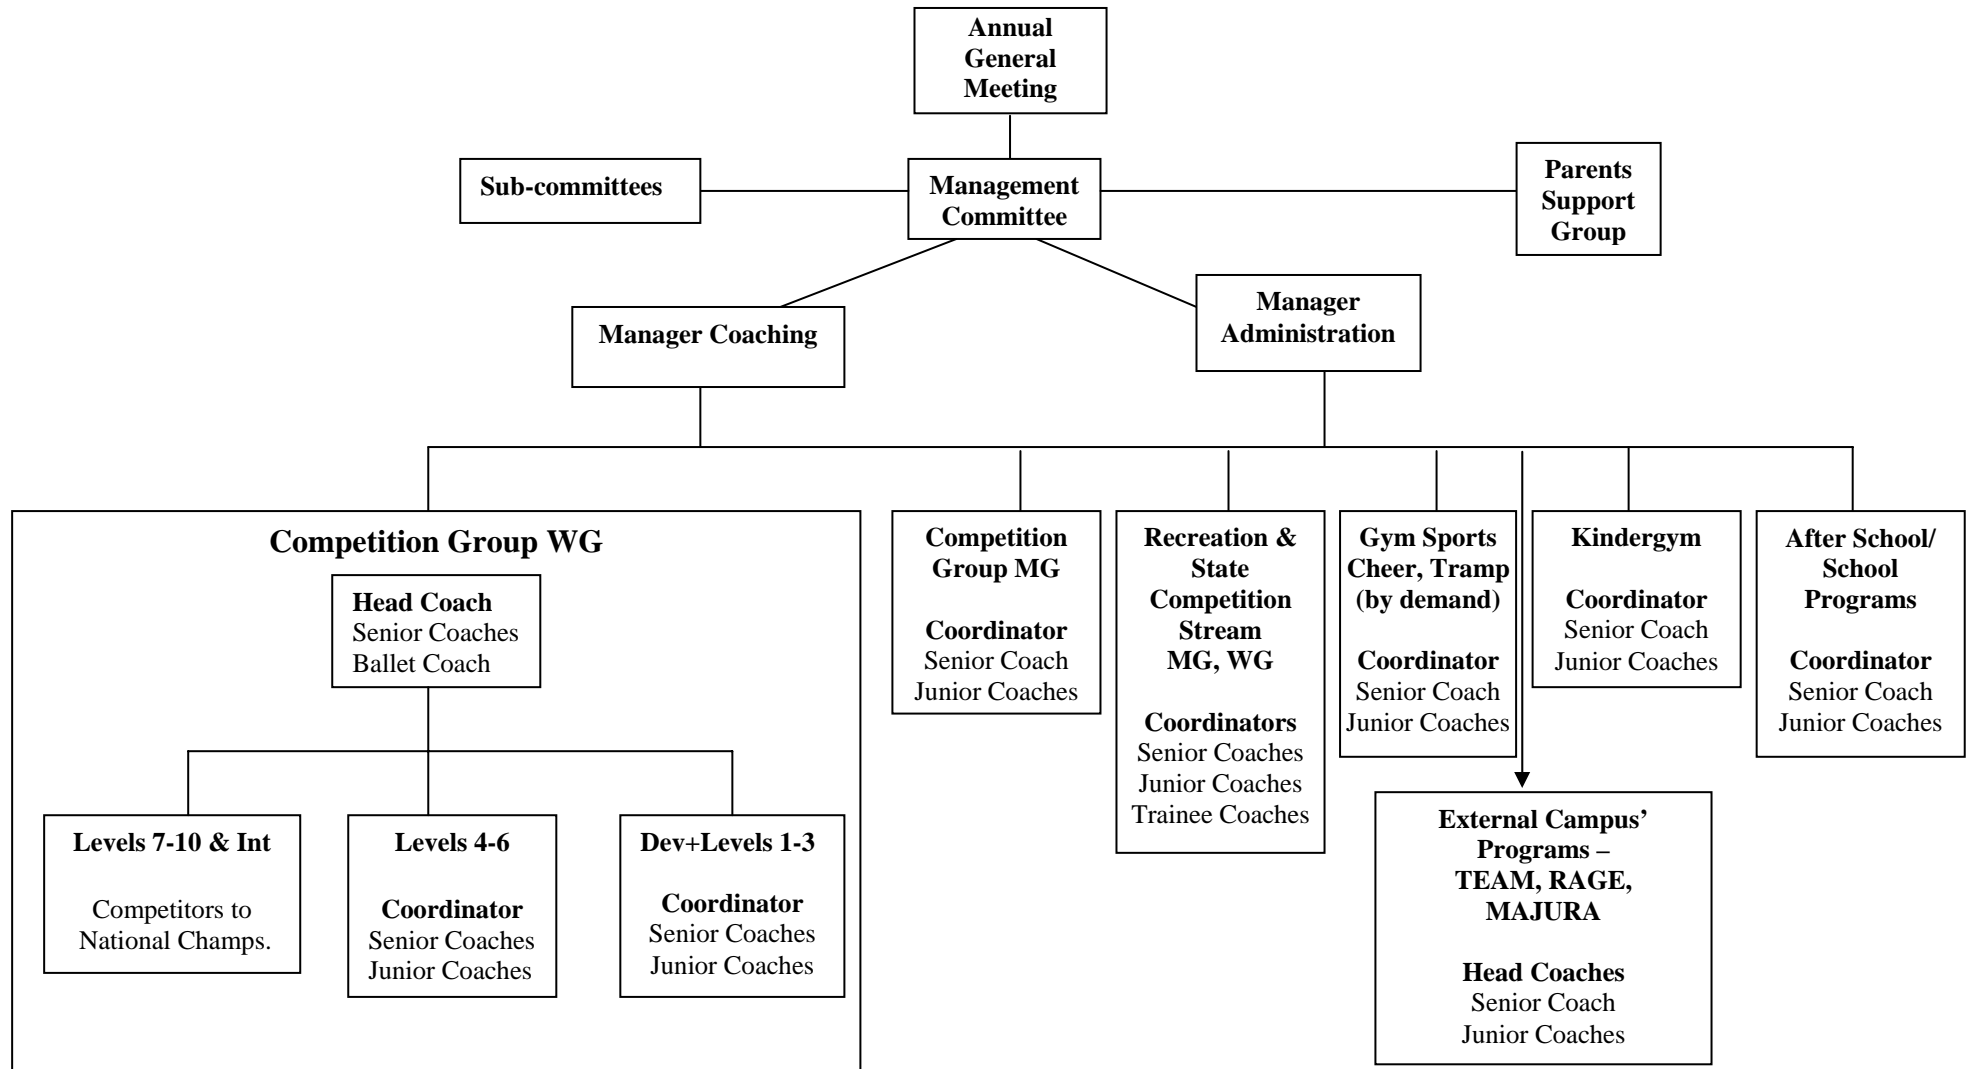 Annual
General
Meeting
Sub-committees
Management
Committee
Parents
Support
Group
Manager Coaching
Manager
Administration
Competition Group WG
Head Coach
Senior Coaches
Ballet Coach
Levels 7-10 & Int
Competitors to
National Champs.
Levels 4-6
Coordinator
Senior Coaches
Junior Coaches
Dev+Levels 1-3
Coordinator
Senior Coaches
Junior Coaches
Competition
Group MG
Coordinator
Senior Coach
Junior Coaches
Recreation &
State
Competition
Stream
MG, WG
Coordinators
Senior Coaches
Junior Coaches
Trainee Coaches
Gym Sports
Cheer, Tramp
(by demand)
Coordinator
Senior Coach
Junior Coaches
External Campus’
Programs –
TEAM, RAGE,
MAJURA
Head Coaches
Senior Coach
Junior Coaches
Kindergym
Coordinator
Senior Coach
Junior Coaches
After School/
School
Programs
Coordinator
Senior Coach
Junior Coaches